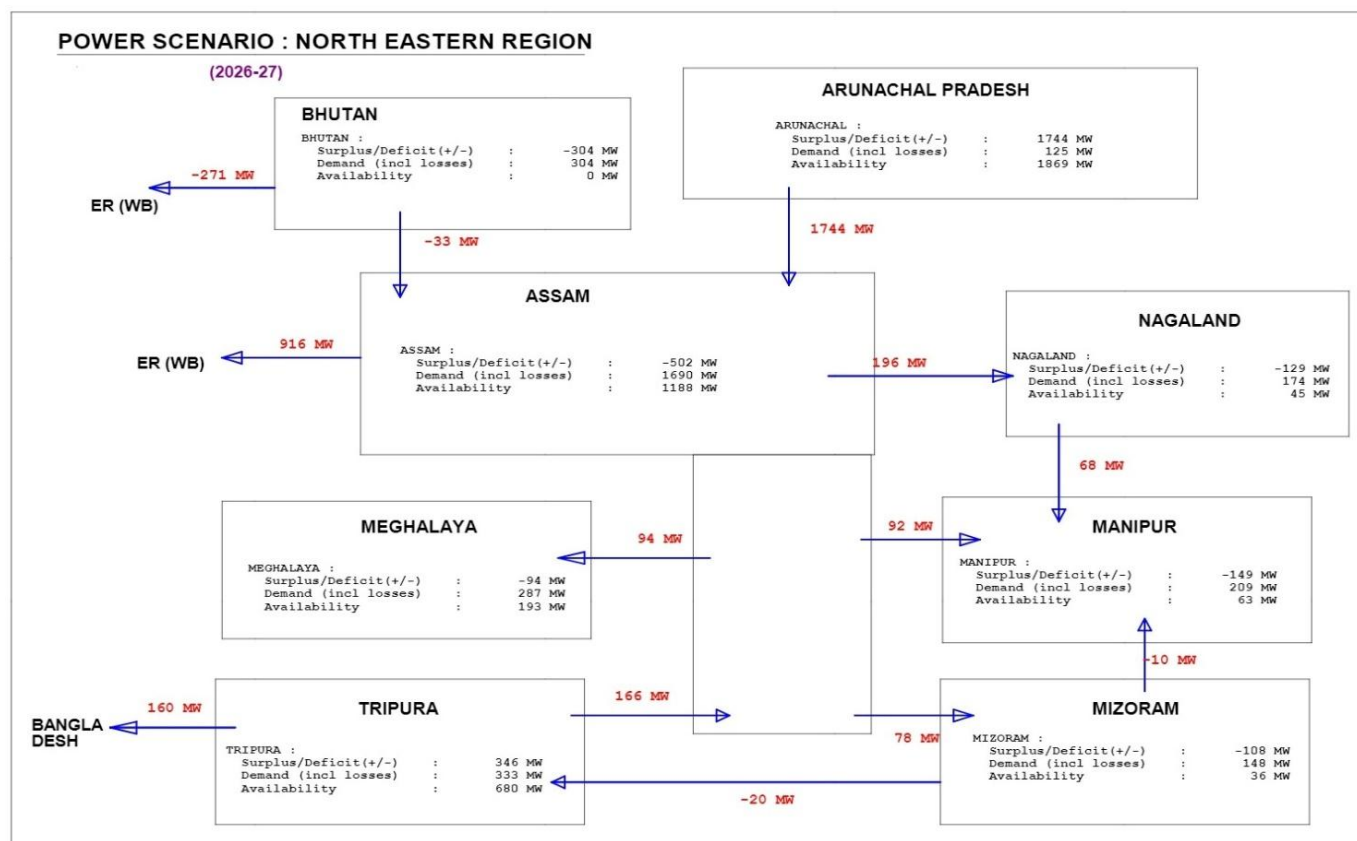 POWER SCENARIO : NORTH EASTERN REGION
(2026-27)
BHUTAN
BHUTAN :
Surplus/Deficit(+/-) : -304 MW
Demand (incl losses) : 304 MW
Availability : 0 MW
ARUNACHAL PRADESH
ARUNACHAL :
Surplus/Deficit(+/-) : 1744 MW
Demand (incl losses) : 125 MW
Availability : 1869 MW
-271 MW
ER (WB)
-33 MW
1744 MW
ASSAM
ASSAM :
Surplus/Deficit(+/-) : -502 MW
Demand (incl losses) : 1690 MW
Availability : 1188 MW
916 MW
ER (WB)
196 MW
NAGALAND
NAGALAND :
Surplus/Deficit(+/-) : -129 MW
Demand (incl losses) : 174 MW
Availability : 45 MW
68 MW
MEGHALAYA
MEGHALAYA :
Surplus/Deficit(+/-) : -94 MW
Demand (incl losses) : 287 MW
Availability : 193 MW
94 MW
92 MW
MANIPUR
MANIPUR :
Surplus/Deficit(+/-) : -149 MW
Demand (incl losses) : 209 MW
Availability : 63 MW
-10 MW
160 MW
BANGLA
DESH
TRIPURA
TRIPURA :
Surplus/Deficit(+/-) : 346 MW
Demand (incl losses) : 333 MW
Availability : 680 MW
166 MW
78 MW
MIZORAM
MIZORAM :
Surplus/Deficit(+/-) : -108 MW
Demand (incl losses) : 148 MW
Availability : 36 MW
-20 MW